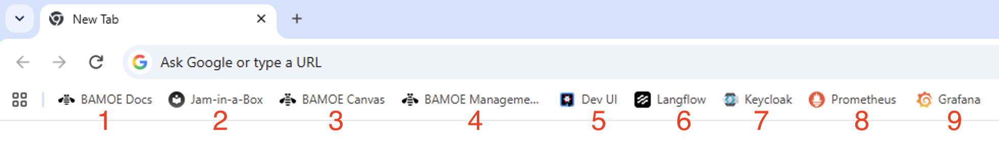 New Tab
Ask Google or type a URL
BAMOE Docs Jam-in-a-Box BAMOE Canvas BAMOE Manageme... Dev UI Langflow Keycloak Prometheus Grafana
1 2 3 4 5 6 7 8 9